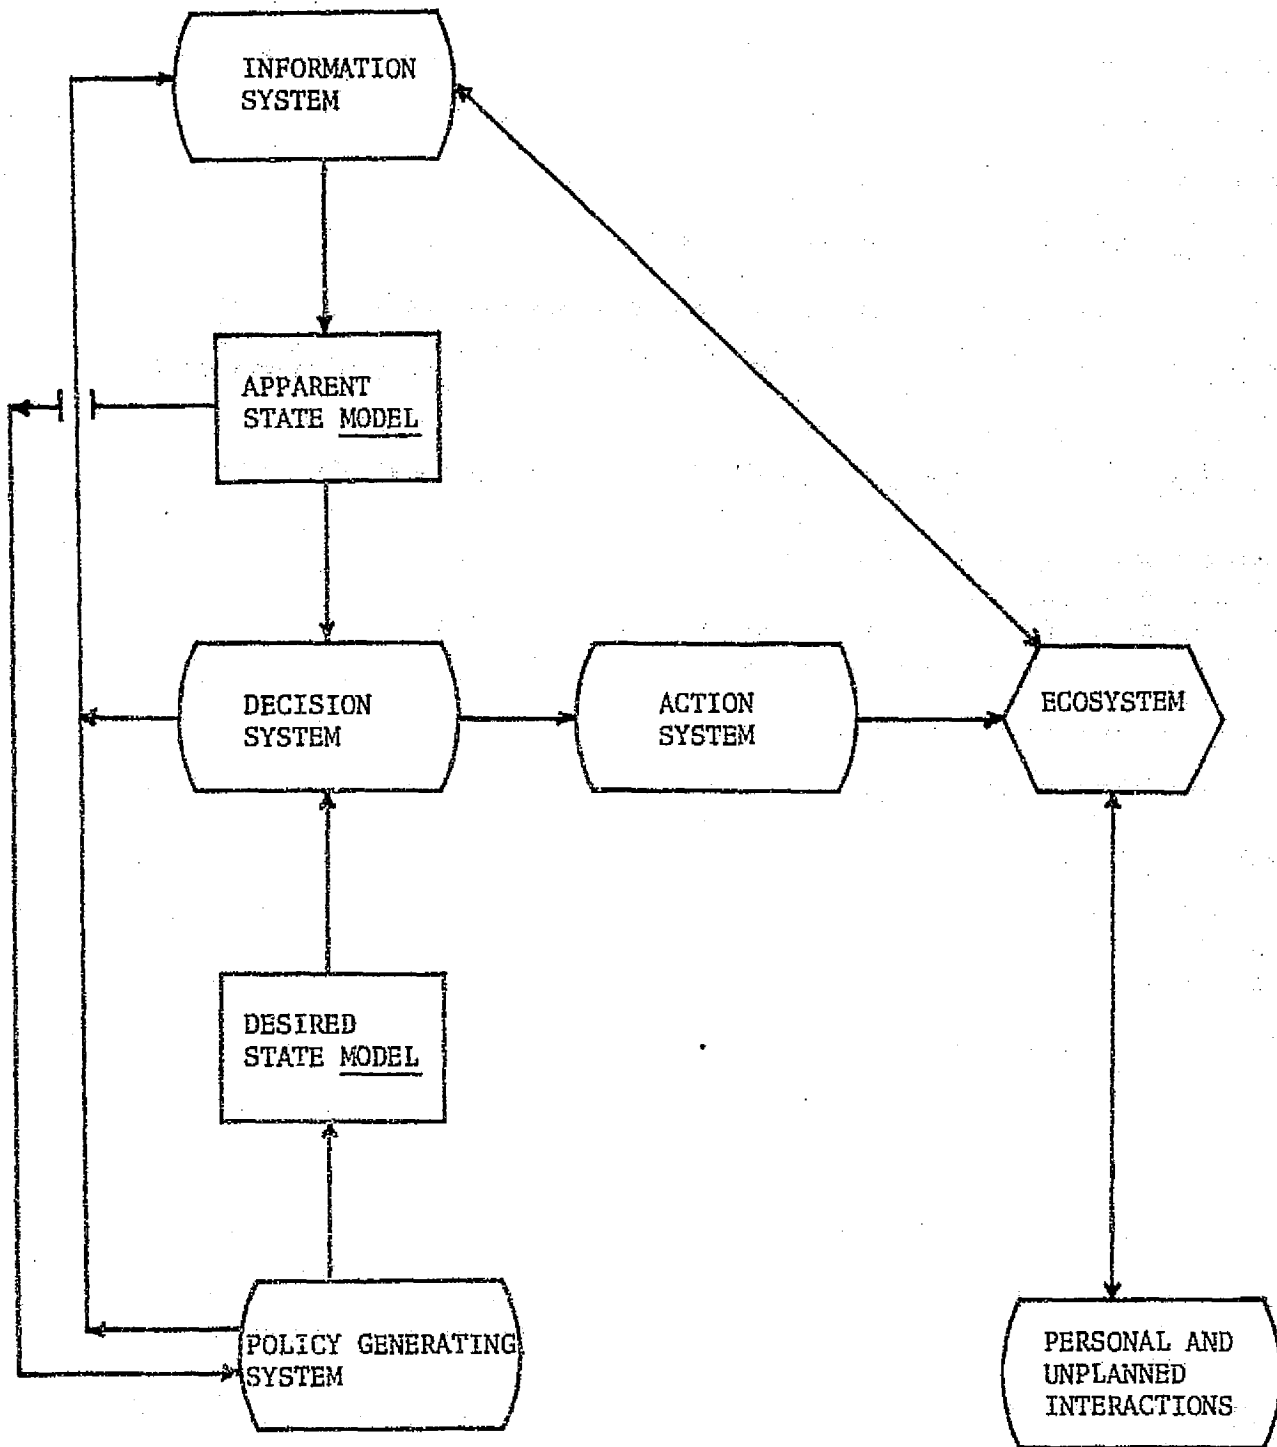 INFORMATION
SYSTEM
APPARENT
STATE MODEL
DECISION
SYSTEM
ACTION
SYSTEM
ECOSYSTEM
DESIRED
STATE MODEL
POLICY GENERATING
SYSTEM
PERSONAL AND
UNPLANNED
INTERACTIONS